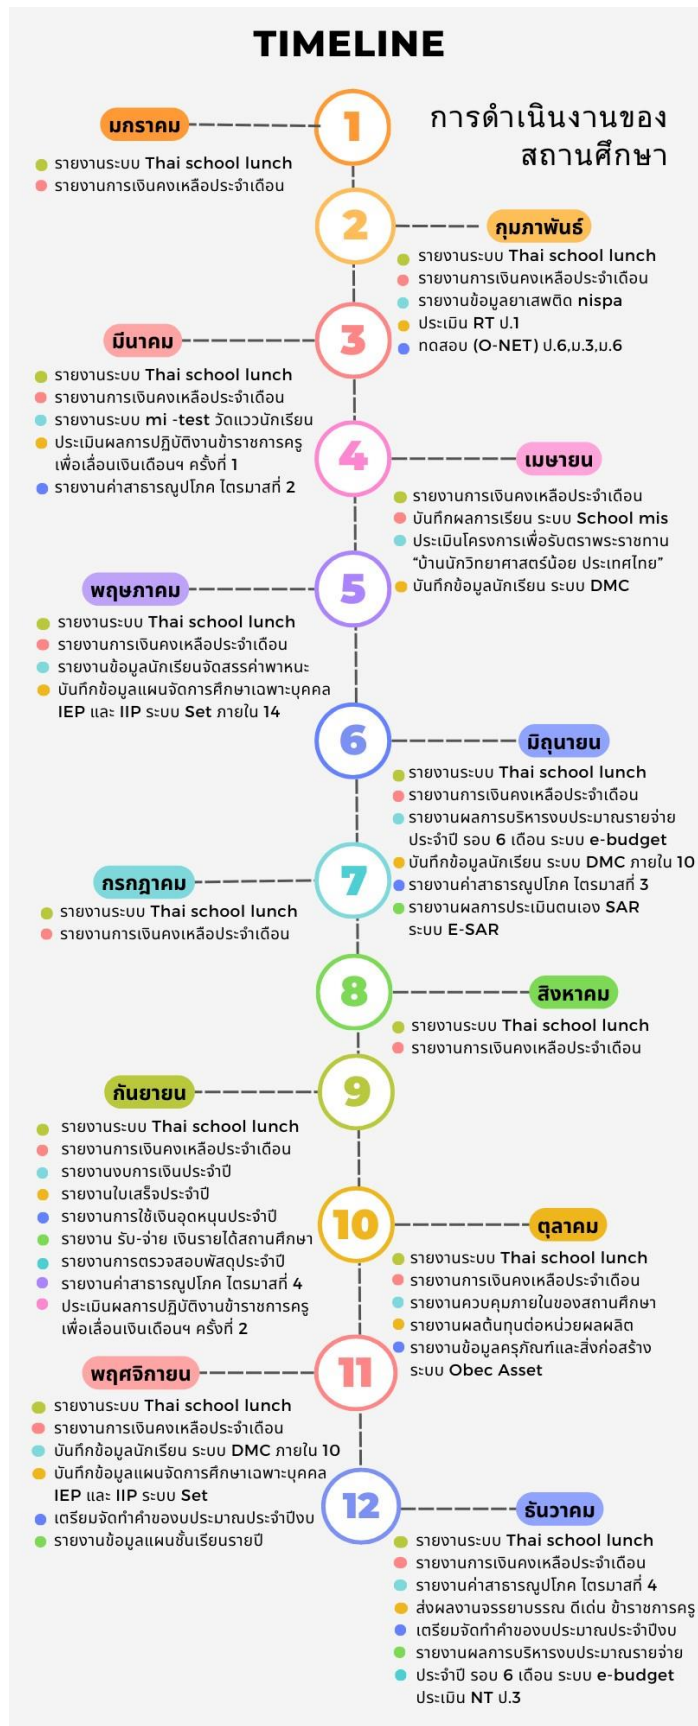 TIMELINE
การดำเนินงานของ
สถานศึกษา
1
มกราคม
รายงานระบบ Thai school lunch
รายงานการเงินคงเหลือประจำเดือน
2
กุมภาพันธ์
รายงานระบบ Thai school lunch
รายงานการเงินคงเหลือประจำเดือน
รายงานข้อมูลยาเสพติด nispa
ประเมิน RT ป.1
ทดสอบ (O-NET) ป.6,ม.3,ม.6
3
มีนาคม
รายงานระบบ Thai school lunch
รายงานการเงินคงเหลือประจำเดือน
รายงานระบบ mi -test วัดแววนักเรียน
ประเมินผลการปฏิบัติงานข้าราชการครู
เพื่อเลื่อนเงินเดือนฯ ครั้งที่ 1
รายงานค่าสาธารณูปโภค ไตรมาสที่ 2
4
เมษายน
รายงานการเงินคงเหลือประจำเดือน
บันทึกผลการเรียน ระบบ School mis
ประเมินโครงการเพื่อรับตราพระราชทาน
“บ้านนักวิทยาศาสตร์น้อย ประเทศไทย”
บันทึกข้อมูลนักเรียน ระบบ DMC
5
พฤษภาคม
รายงานระบบ Thai school lunch
รายงานการเงินคงเหลือประจำเดือน
รายงานข้อมูลนักเรียนจัดสรรค่าพาหนะ
บันทึกข้อมูลแผนจัดการศึกษาเฉพาะบุคคล
IEP และ IIP ระบบ Set ภายใน 14
6
มิถุนายน
รายงานระบบ Thai school lunch
รายงานการเงินคงเหลือประจำเดือน
รายงานผลการบริหารงบประมาณรายจ่าย
ประจำปี รอบ 6 เดือน ระบบ e-budget
บันทึกข้อมูลนักเรียน ระบบ DMC ภายใน 10
รายงานค่าสาธารณูปโภค ไตรมาสที่ 3
รายงานผลการประเมินตนเอง SAR
ระบบ E-SAR
7
กรกฎาคม
รายงานระบบ Thai school lunch
รายงานการเงินคงเหลือประจำเดือน
8
สิงหาคม
รายงานระบบ Thai school lunch
รายงานการเงินคงเหลือประจำเดือน
9
กันยายน
รายงานระบบ Thai school lunch
รายงานการเงินคงเหลือประจำเดือน
รายงานงบการเงินประจำปี
รายงานใบเสร็จประจำปี
รายงานการใช้เงินอุดหนุนประจำปี
รายงาน รับ-จ่าย เงินรายได้สถานศึกษา
รายงานการตรวจสอบพัสดุประจำปี
รายงานค่าสาธารณูปโภค ไตรมาสที่ 4
ประเมินผลการปฏิบัติงานข้าราชการครู
เพื่อเลื่อนเงินเดือนฯ ครั้งที่ 2
10
ตุลาคม
รายงานระบบ Thai school lunch
รายงานการเงินคงเหลือประจำเดือน
รายงานควบคุมภายในของสถานศึกษา
รายงานผลต้นทุนต่อหน่วยผลผลิต
รายงานข้อมูลครุภัณฑ์และสิ่งก่อสร้าง
ระบบ Obec Asset
11
พฤศจิกายน
รายงานระบบ Thai school lunch
รายงานการเงินคงเหลือประจำเดือน
บันทึกข้อมูลนักเรียน ระบบ DMC ภายใน 10
บันทึกข้อมูลแผนจัดการศึกษาเฉพาะบุคคล
IEP และ IIP ระบบ Set
เตรียมจัดทำคำของบประมาณประจำปีงบ
รายงานข้อมูลแผนชั้นเรียนรายปี
12
ธันวาคม
รายงานระบบ Thai school lunch
รายงานการเงินคงเหลือประจำเดือน
รายงานค่าสาธารณูปโภค ไตรมาสที่ 4
ส่งผลงานจรรยาบรรณ ดีเด่น ข้าราชการครู
เตรียมจัดทำคำของบประมาณประจำปีงบ
รายงานผลการบริหารงบประมาณรายจ่าย
ประจำปี รอบ 6 เดือน ระบบ e-budget
ประเมิน NT ป.3